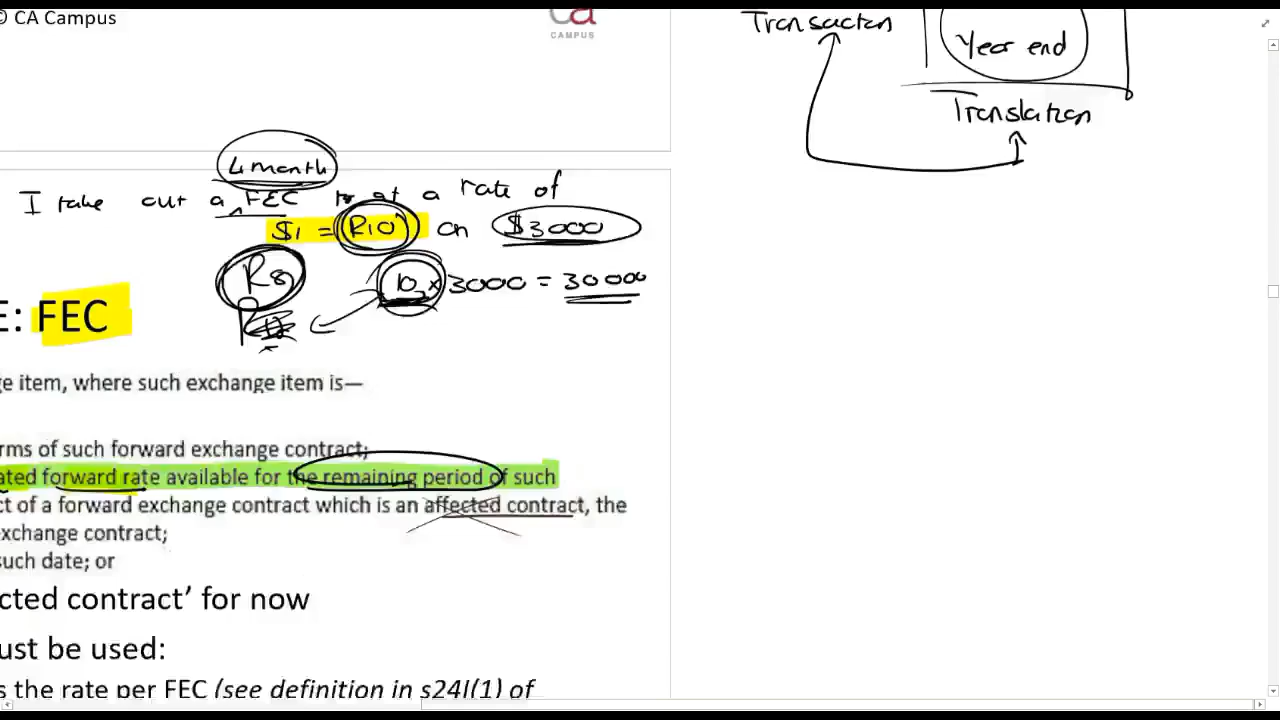 © CA Campus
ca
CAMPUS
Transaction
Year end
Translation
4 month
I take out a FEC at a rate of
$1 = R10 on $3000
R8
10 x 3000 = 30 000
E: FEC
ge item, where such exchange item is—
rms of such forward exchange contract;
ated forward rate available for the remaining period of such
ct of a forward exchange contract which is an affected contract, the
exchange contract;
such date; or
cted contract’ for now
ust be used:
s the rate per FEC (see definition in s24I(1) of